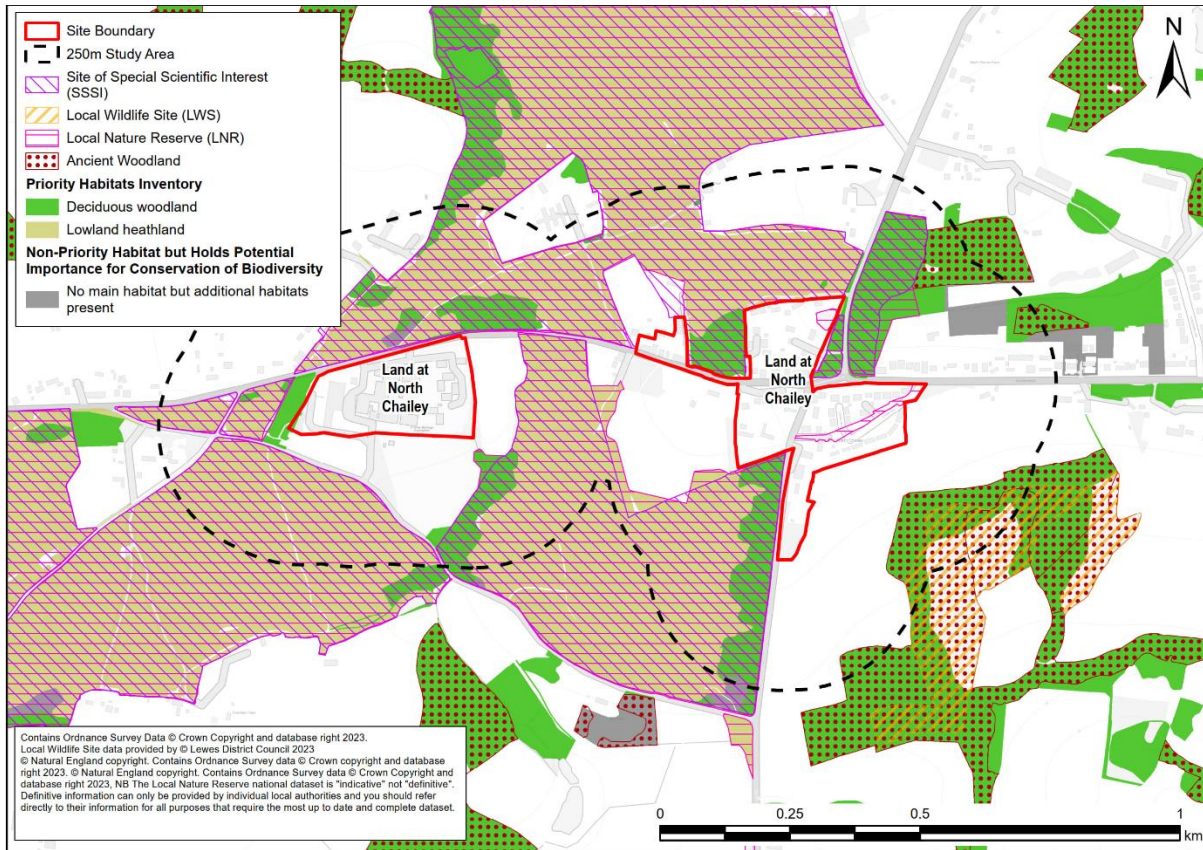 Site Boundary
250m Study Area
Site of Special Scientific Interest
(SSSI)
Local Wildlife Site (LWS)
Local Nature Reserve (LNR)
Ancient Woodland
Priority Habitats Inventory
Deciduous woodland
Lowland heathland
Non-Priority Habitat but Holds Potential
Importance for Conservation of Biodiversity
No main habitat but additional habitats
present
N
Land at
North
Chailey
Land at
North
Chailey
Contains Ordnance Survey Data © Crown Copyright and database right 2023.
Local Wildlife Site data provided by © Lewes District Council 2023
© Natural England copyright. Contains Ordnance Survey data © Crown copyright and database
right 2023. © Natural England copyright. Contains Ordnance Survey data © Crown Copyright and
database right 2023, NB The Local Nature Reserve national dataset is "indicative" not "definitive".
Definitive information can only be provided by individual local authorities and you should refer
directly to their information for all purposes that require the most up to date and complete dataset.
0 0.25 0.5 1
km